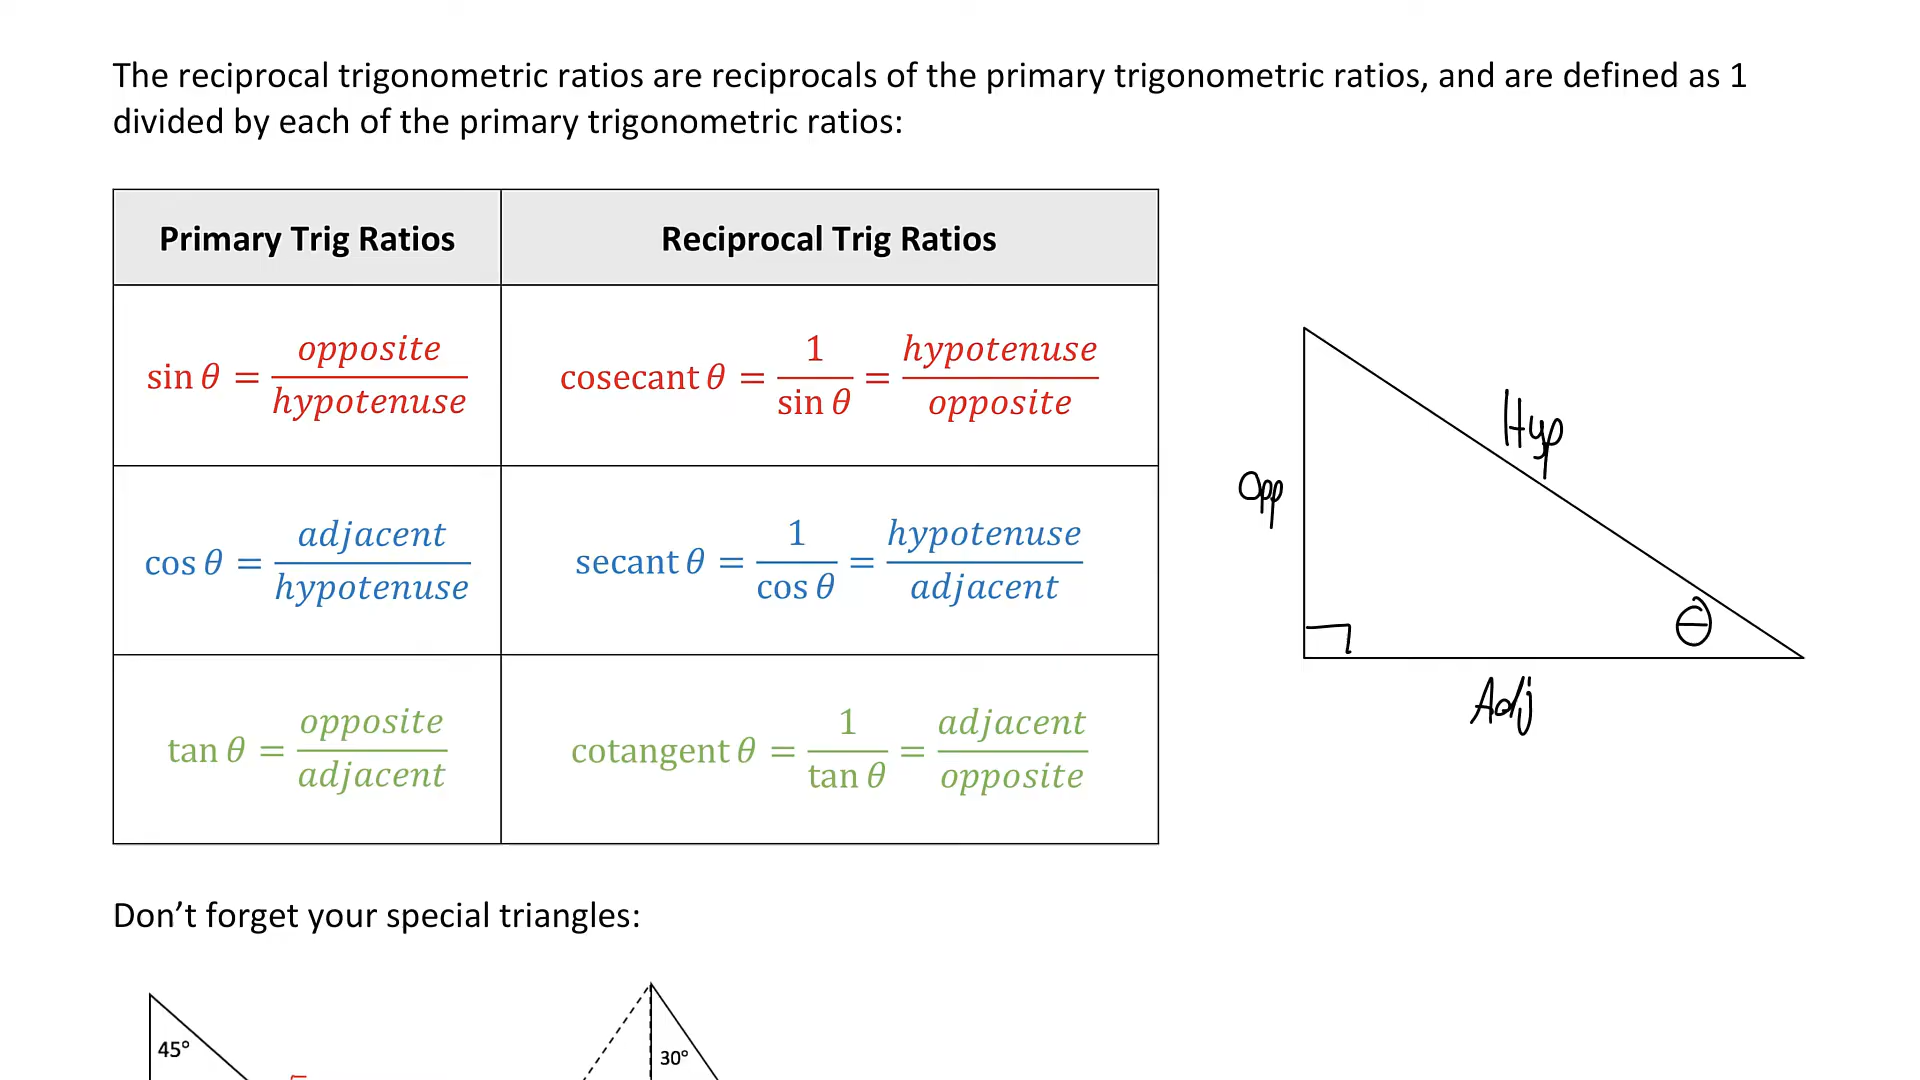 The reciprocal trigonometric ratios are reciprocals of the primary trigonometric ratios, and are defined as 1
divided by each of the primary trigonometric ratios:
Primary Trig Ratios
Reciprocal Trig Ratios
sin θ = opposite/hypotenuse
cosecant θ = 1/sin θ = hypotenuse/opposite
cos θ = adjacent/hypotenuse
secant θ = 1/cos θ = hypotenuse/adjacent
tan θ = opposite/adjacent
cotangent θ = 1/tan θ = adjacent/opposite
Hyp
Opp
θ
Adj
Don’t forget your special triangles:
45°
30°